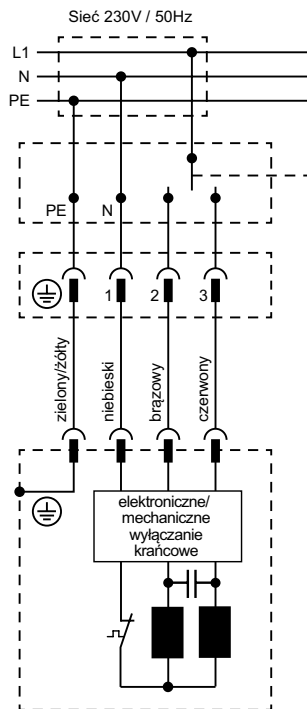 Sieć 230V / 50Hz
L1
N
PE
PE N
1 2 3
zielony/żółty
niebieski
brązowy
czerwony
elektroniczne/
mechaniczne
wyłączanie
krańcowe